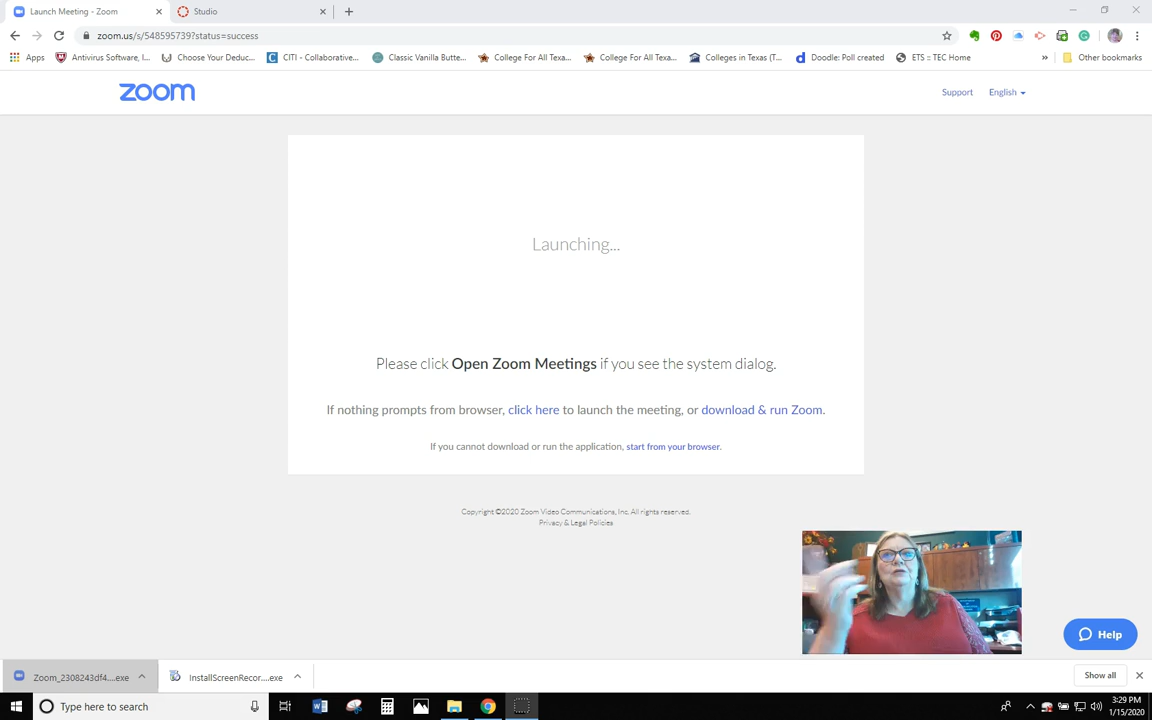 Launch Meeting - Zoom
Studio
zoom.us/s/548595739?status=success
Apps
Antivirus Software, I...
Choose Your Deduc...
CITI - Collaborative...
Classic Vanilla Butte...
College For All Texa...
College For All Texa...
Colleges in Texas (T...
Doodle: Poll created
ETS :: TEC Home
»
Other bookmarks
zoom
Support
English
Launching...
Please click Open Zoom Meetings if you see the system dialog.
If nothing prompts from browser, click here to launch the meeting, or download & run Zoom.
If you cannot download or run the application, start from your browser.
Copyright ©2020 Zoom Video Communications, Inc. All rights reserved.
Privacy & Legal Policies
Help
Zoom_2308243df4....exe
InstallScreenRecor....exe
Show all
Type here to search
3:29 PM
1/15/2020